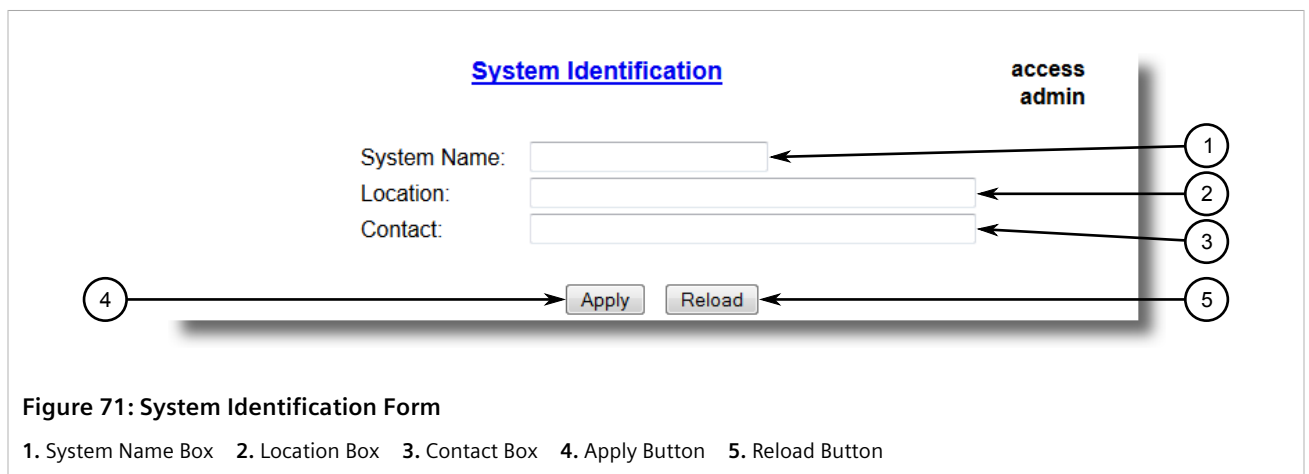 System Identification
access
admin
System Name:
1
Location:
2
Contact:
3
4
Apply
Reload
5
Figure 71: System Identification Form
1. System Name Box 2. Location Box 3. Contact Box 4. Apply Button 5. Reload Button